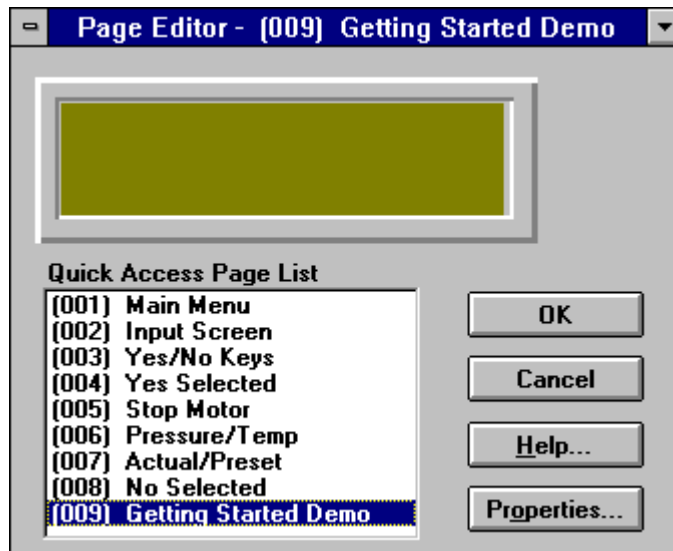 Page Editor - (009) Getting Started Demo
Quick Access Page List
(001) Main Menu
(002) Input Screen
(003) Yes/No Keys
(004) Yes Selected
(005) Stop Motor
(006) Pressure/Temp
(007) Actual/Preset
(008) No Selected
(009) Getting Started Demo
OK
Cancel
Help...
Properties...